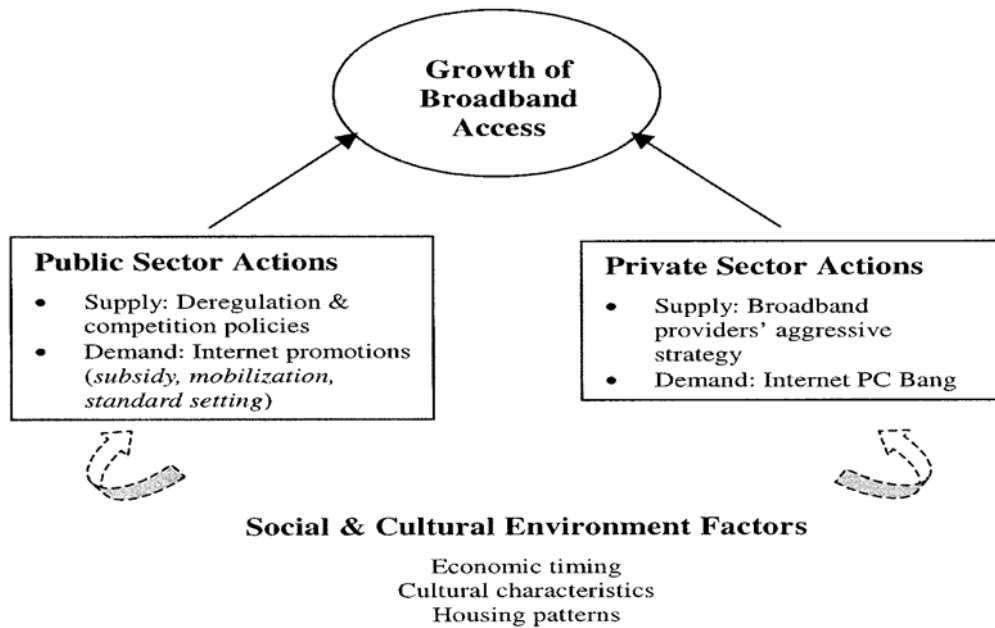 Growth of
Broadband
Access
Public Sector Actions
• Supply: Deregulation &
competition policies
• Demand: Internet promotions
(subsidy, mobilization,
standard setting)
Private Sector Actions
• Supply: Broadband
providers' aggressive
strategy
• Demand: Internet PC Bang
Social & Cultural Environment Factors
Economic timing
Cultural characteristics
Housing patterns